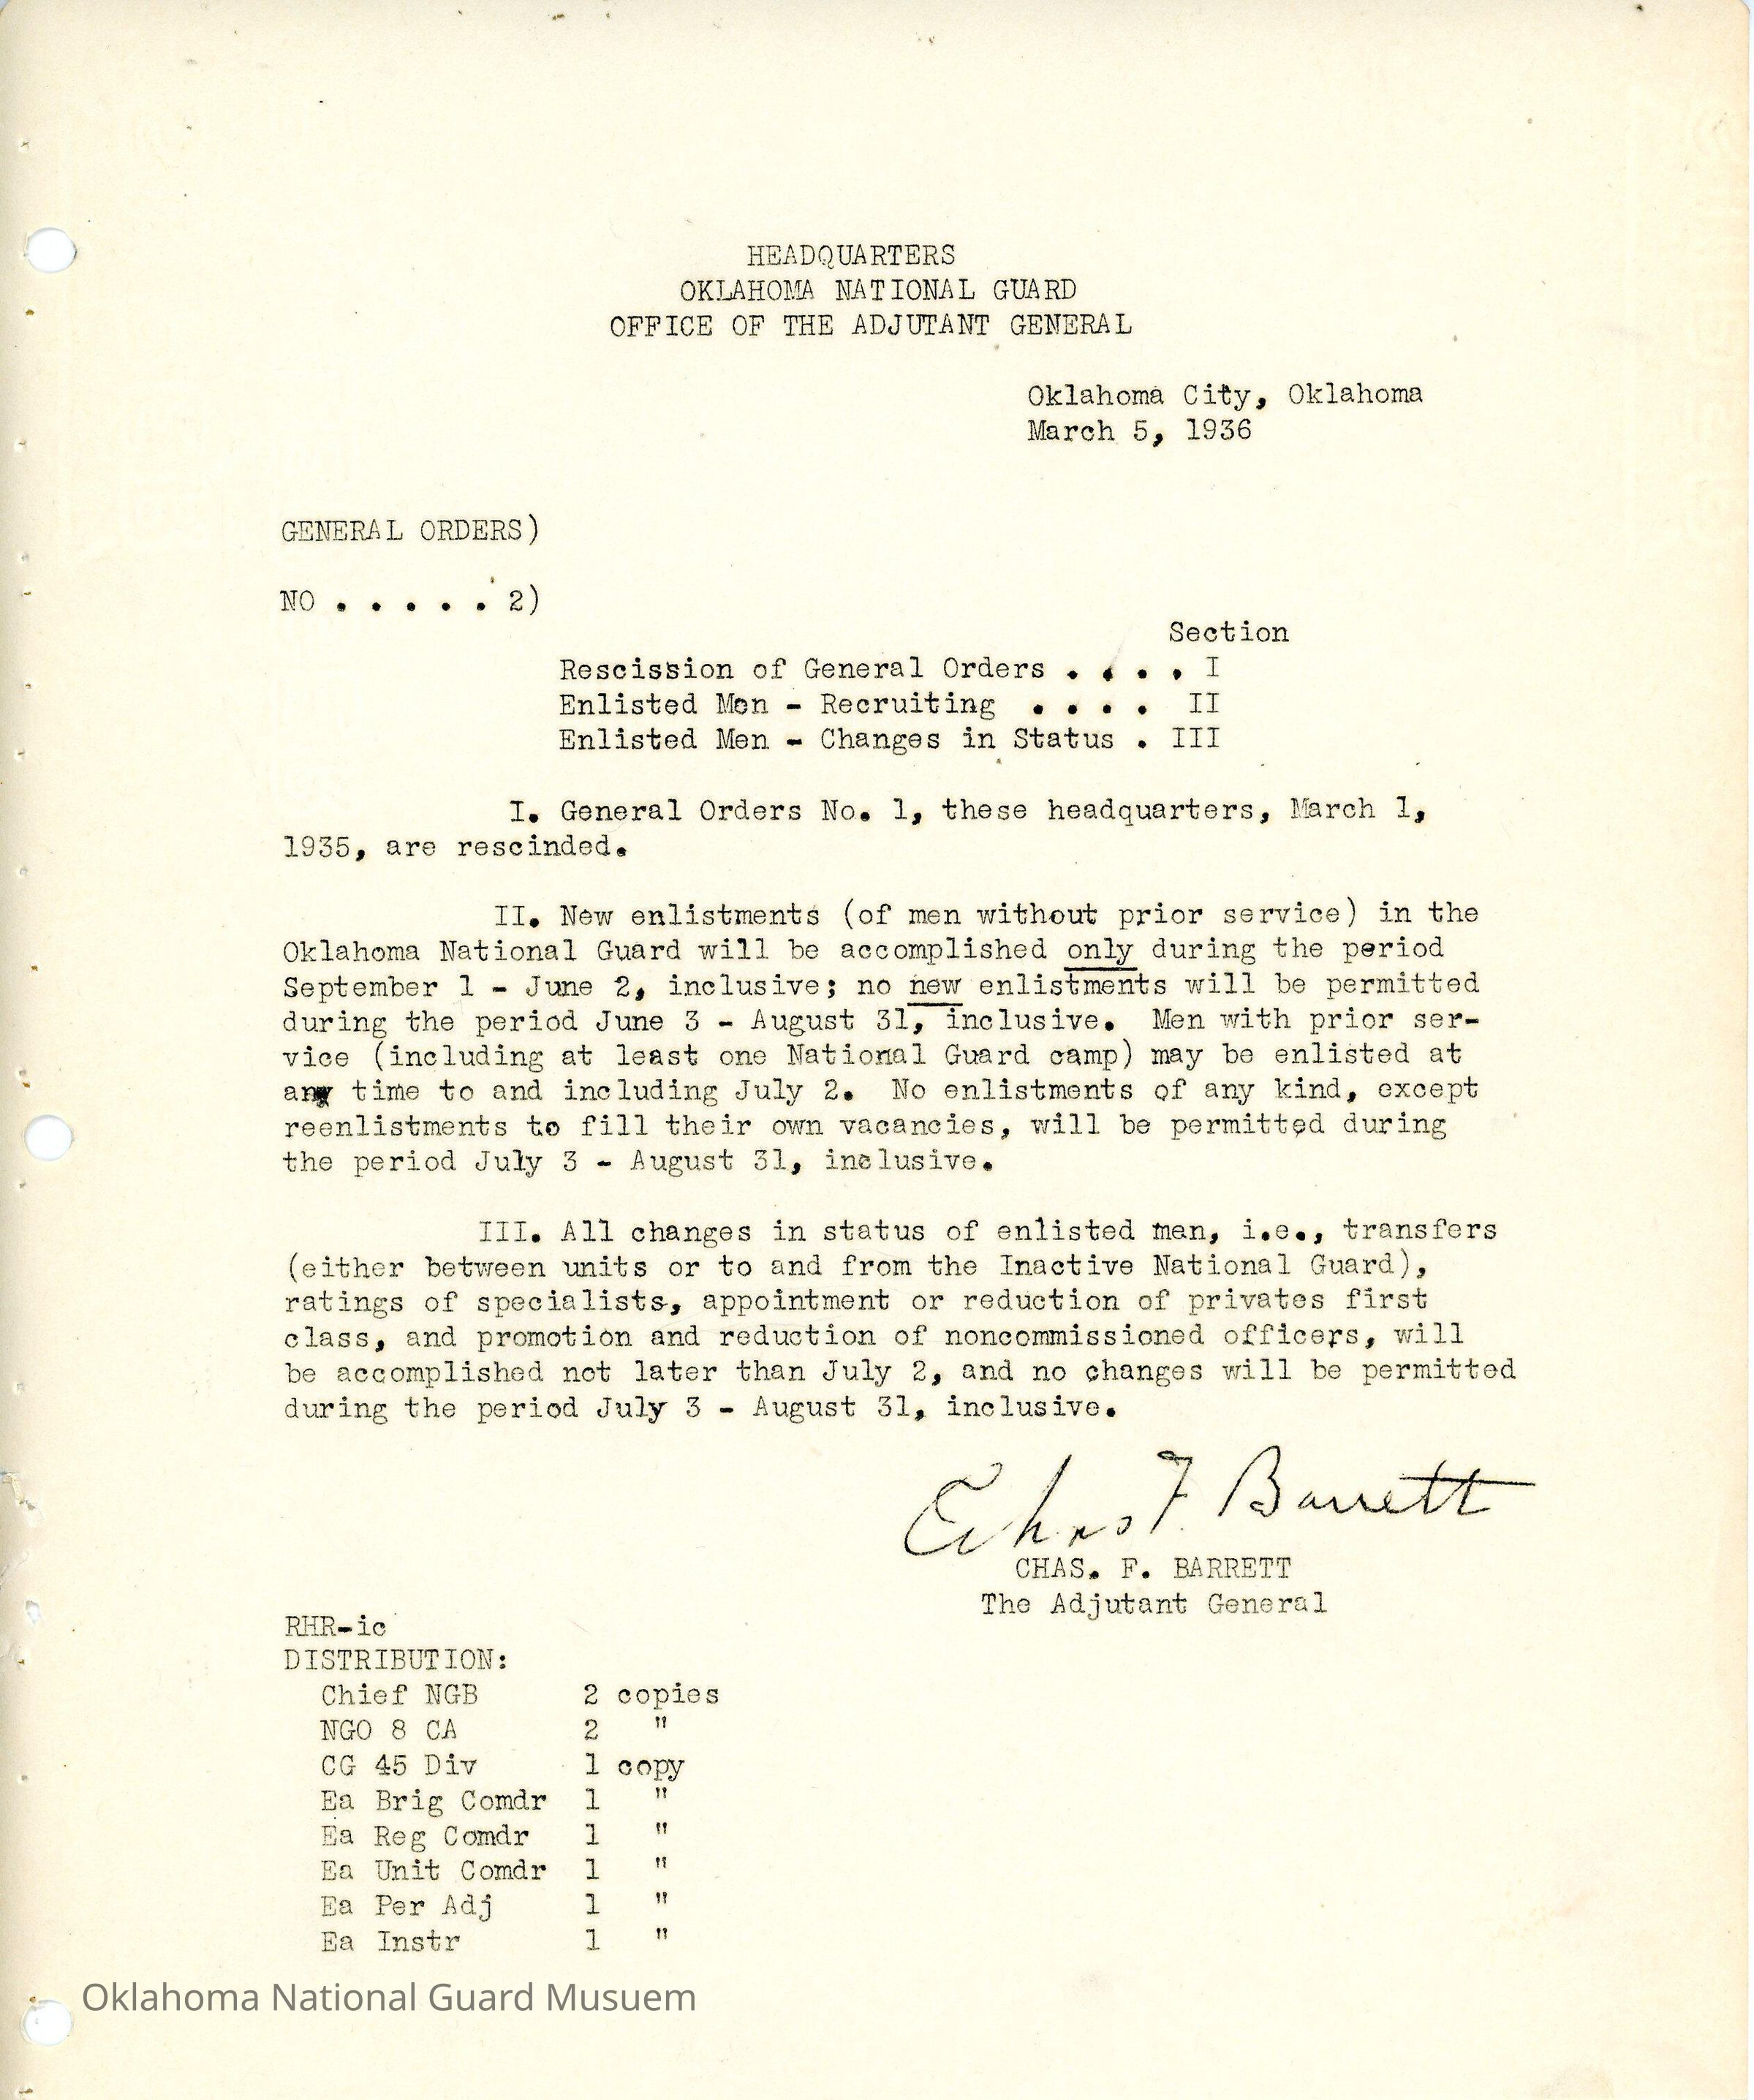 HEADQUARTERS
OKLAHOMA NATIONAL GUARD
OFFICE OF THE ADJUTANT GENERAL
Oklahoma City, Oklahoma
March 5, 1936
GENERAL ORDERS)
NO . . . . . 2)
Section
Rescission of General Orders . . . . I
Enlisted Men - Recruiting . . . . II
Enlisted Men - Changes in Status . III
I. General Orders No. 1, these headquarters, March 1,
1935, are rescinded.
II. New enlistments (of men without prior service) in the
Oklahoma National Guard will be accomplished only during the period
September 1 - June 2, inclusive; no new enlistments will be permitted
during the period June 3 - August 31, inclusive. Men with prior ser-
vice (including at least one National Guard camp) may be enlisted at
any time to and including July 2. No enlistments of any kind, except
reenlistments to fill their own vacancies, will be permitted during
the period July 3 - August 31, inclusive.
III. All changes in status of enlisted men, i.e., transfers
(either between units or to and from the Inactive National Guard),
ratings of specialists, appointment or reduction of privates first
class, and promotion and reduction of noncommissioned officers, will
be accomplished not later than July 2, and no changes will be permitted
during the period July 3 - August 31, inclusive.
Chas F. Barrett
CHAS. F. BARRETT
The Adjutant General
RHR-ic
DISTRIBUTION:
Chief NGB 2 copies
NGO 8 CA 2 "
CG 45 Div 1 copy
Ea Brig Comdr 1 "
Ea Reg Comdr 1 "
Ea Unit Comdr 1 "
Ea Per Adj 1 "
Ea Instr 1 "
Oklahoma National Guard Musuem